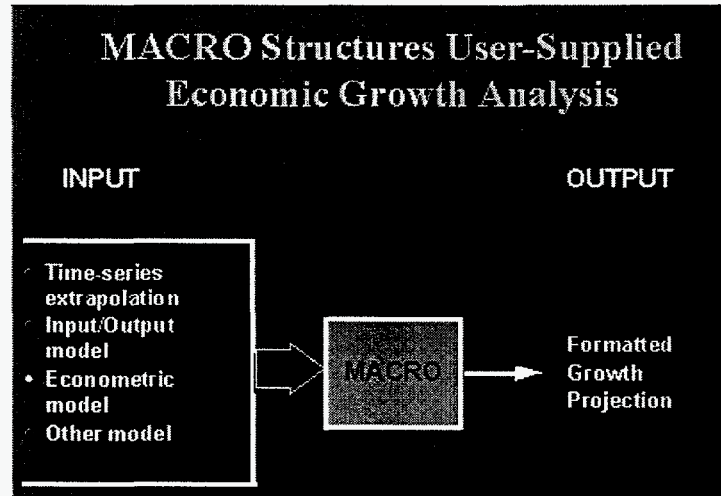 MACRO Structures User-Supplied
Economic Growth Analysis
INPUT
OUTPUT
• Time-series
extrapolation
• Input/Output
model
• Econometric
model
• Other model
MACRO
Formatted
Growth
Projection